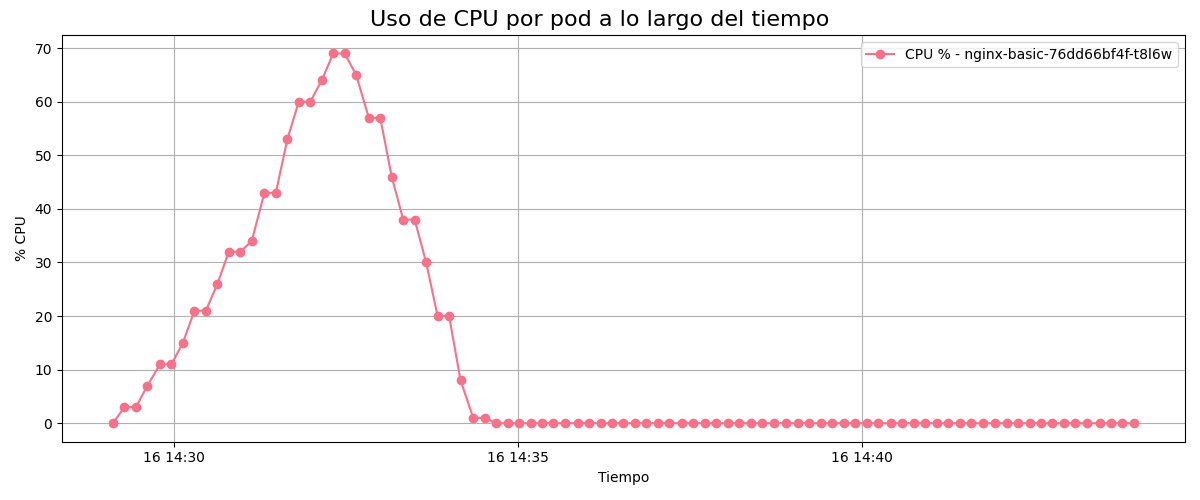 Uso de CPU por pod a lo largo del tiempo
CPU % - nginx-basic-76dd66bf4f-t8l6w
% CPU
70
60
50
40
30
20
10
0
16 14:30
16 14:35
16 14:40
Tiempo